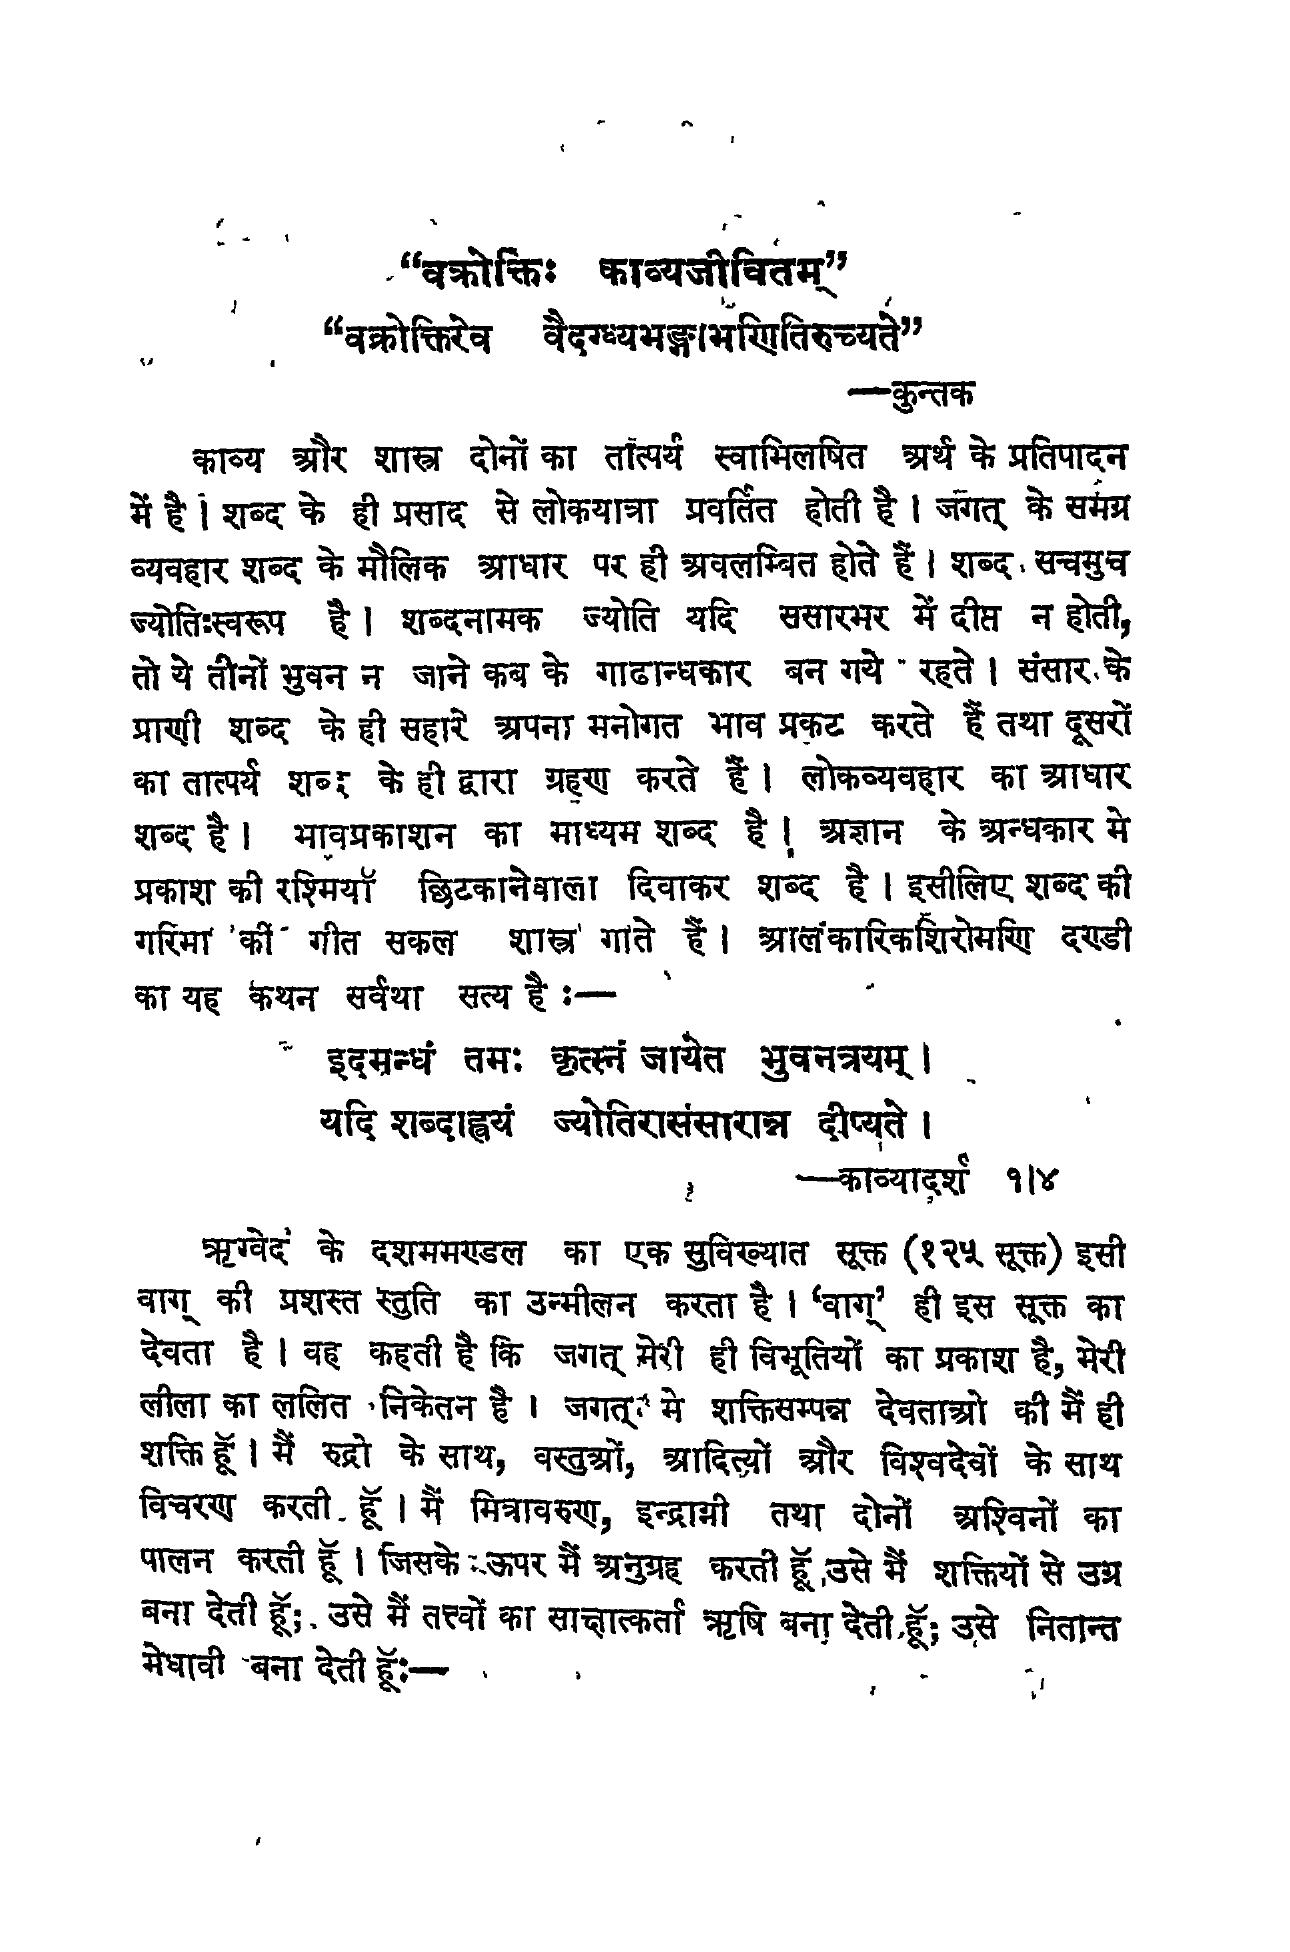 “वक्रोक्तिः काव्यजीवितम्”
“वक्रोक्तिरेव वैदग्ध्यभङ्गाभणितिरुच्यते”
—कुन्तक
काव्य और शास्त्र दोनों का तात्पर्य स्वाभिलषित अर्थ के प्रतिपादन
में है। शब्द के ही प्रसाद से लोकयात्रा प्रवर्तित होती है। जगत् के समग्र
व्यवहार शब्द के मौलिक आधार पर ही अवलम्बित होते हैं। शब्द सचमुच
ज्योतिःस्वरूप है। शब्दनामक ज्योति यदि ससारभर में दीप्त न होती,
तो ये तीनों भुवन न जाने कब के गाढान्धकार बन गये रहते। संसार के
प्राणी शब्द के ही सहारे अपना मनोगत भाव प्रकट करते हैं तथा दूसरों
का तात्पर्य शब्द के ही द्वारा ग्रहण करते हैं। लोकव्यवहार का आधार
शब्द है। भावप्रकाशन का माध्यम शब्द है। अज्ञान के अन्धकार मे
प्रकाश की रश्मियॉ छिटकानेवाला दिवाकर शब्द है। इसीलिए शब्द की
गरिमा की गीत सकल शास्त्र गाते हैं। आलंकारिकशिरोमणि दण्डी
का यह कथन सर्वथा सत्य है :—
इदमन्धं तमः कृत्स्नं जायेत भुवनत्रयम्।
यदि शब्दाह्वयं ज्योतिरासंसारान्न दीप्यते।
—काव्यादर्श १।४
ऋग्वेद के दशममण्डल का एक सुविख्यात सूक्त (१२५ सूक्त) इसी
वाग् की प्रशस्त स्तुति का उन्मीलन करता है। ‘वाग्’ ही इस सूक्त का
देवता है। वह कहती है कि जगत् मेरी ही विभूतियों का प्रकाश है, मेरी
लीला का ललित निकेतन है। जगत् मे शक्तिसम्पन्न देवताओ की मैं ही
शक्ति हूॅ। मैं रुद्रो के साथ, वस्तुओं, आदित्यों और विश्वदेवों के साथ
विचरण करती हूॅ। मैं मित्रावरुण, इन्द्राग्नी तथा दोनों अश्विनों का
पालन करती हूॅ। जिसके ऊपर मैं अनुग्रह करती हूॅ उसे मैं शक्तियों से उग्र
बना देती हूॅ; उसे मैं तत्त्वों का साक्षात्कर्ता ऋषि बना देती हूॅ; उसे नितान्त
मेधावी बना देती हूॅ:—